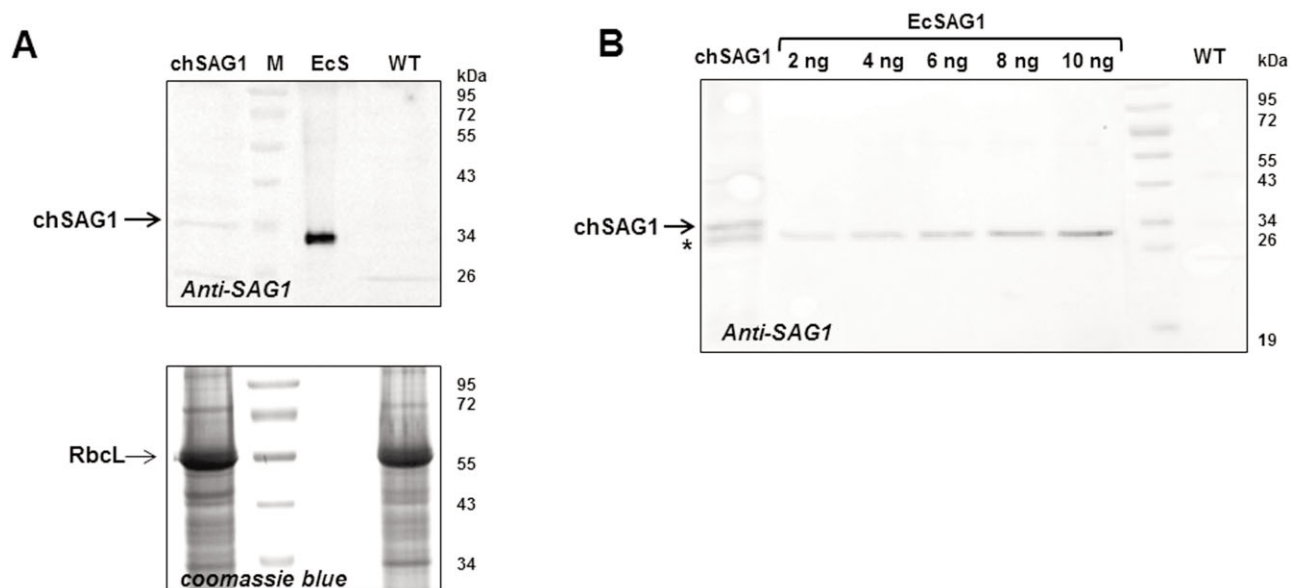 A
chSAG1 M EcS WT
kDa
95
72
55
43
chSAG1
34
26
Anti-SAG1
95
72
RbcL
55
43
34
coomassie blue
B
EcSAG1
chSAG1 2 ng 4 ng 6 ng 8 ng 10 ng WT
kDa
95
72
55
43
chSAG1
34
*
26
Anti-SAG1
19